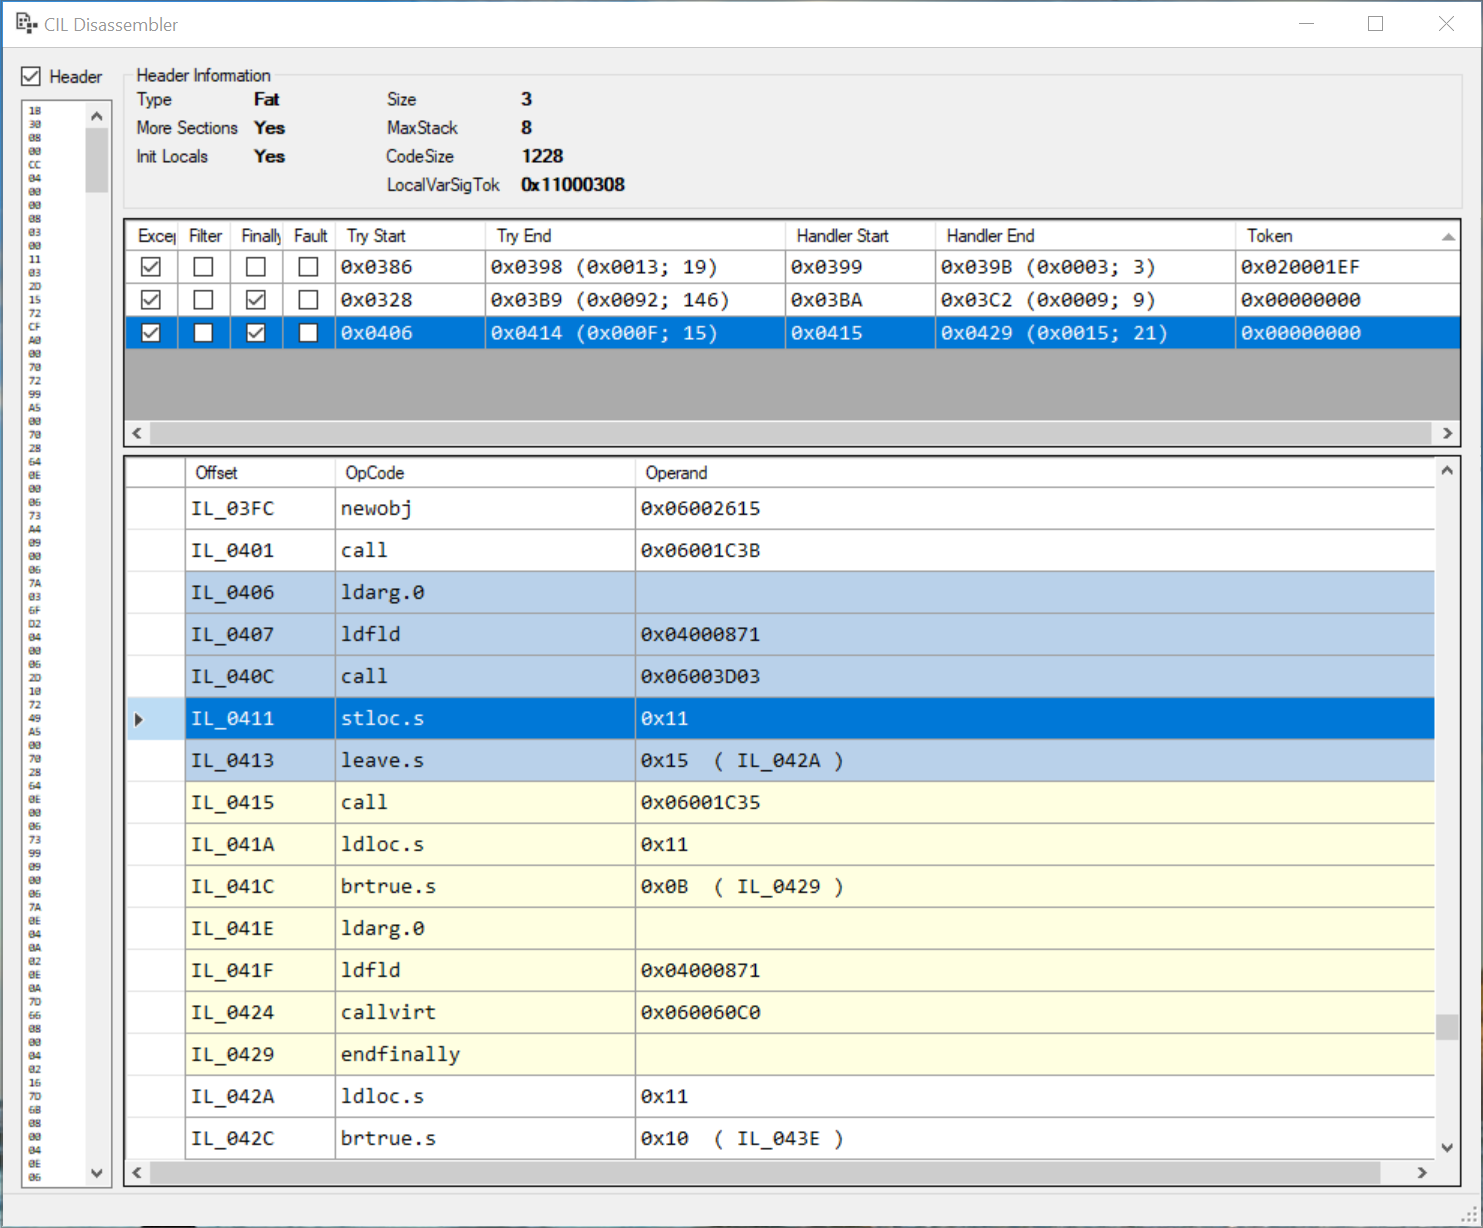 CIL Disassembler
Header
Header Information
Type Fat Size 3
More Sections Yes MaxStack 8
Init Locals Yes CodeSize 1228
LocalVarSigTok 0x11000308
1B
30
08
00
CC
04
00
00
08
03
00
11
03
2D
15
72
CF
A0
00
70
72
99
A5
00
70
28
64
0E
00
06
73
A4
09
00
06
7A
03
6F
D2
04
00
06
2D
10
72
49
A5
00
70
28
64
0E
00
06
73
99
09
00
06
7A
0E
04
0A
02
0E
0A
7D
66
08
00
04
02
16
7D
6B
08
00
04
0E
06
Excep Filter Finally Fault Try Start Try End Handler Start Handler End Token
0x0386 0x0398 (0x0013; 19) 0x0399 0x039B (0x0003; 3) 0x020001EF
0x0328 0x03B9 (0x0092; 146) 0x03BA 0x03C2 (0x0009; 9) 0x00000000
0x0406 0x0414 (0x000F; 15) 0x0415 0x0429 (0x0015; 21) 0x00000000
Offset OpCode Operand
IL_03FC newobj 0x06002615
IL_0401 call 0x06001C3B
IL_0406 ldarg.0
IL_0407 ldfld 0x04000871
IL_040C call 0x06003D03
IL_0411 stloc.s 0x11
IL_0413 leave.s 0x15 ( IL_042A )
IL_0415 call 0x06001C35
IL_041A ldloc.s 0x11
IL_041C brtrue.s 0x0B ( IL_0429 )
IL_041E ldarg.0
IL_041F ldfld 0x04000871
IL_0424 callvirt 0x060060C0
IL_0429 endfinally
IL_042A ldloc.s 0x11
IL_042C brtrue.s 0x10 ( IL_043E )